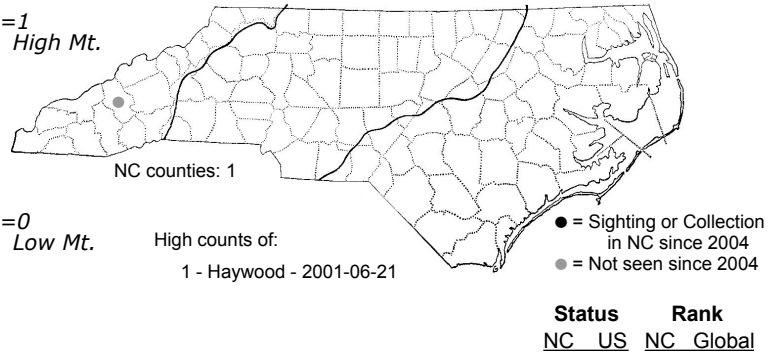 =1
High Mt.
NC counties: 1
=0
Low Mt.
High counts of:
1 - Haywood - 2001-06-21
● = Sighting or Collection
in NC since 2004
● = Not seen since 2004
Status Rank
NC US NC Global